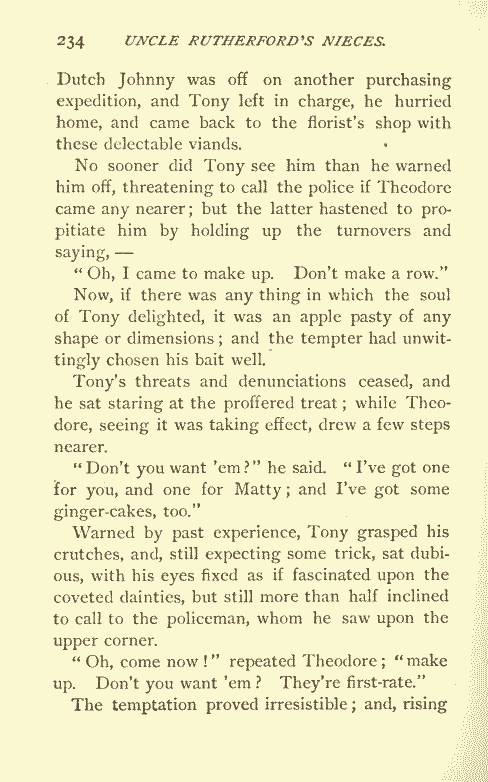 234 UNCLE RUTHERFORD'S NIECES.
Dutch Johnny was off on another purchasing
expedition, and Tony left in charge, he hurried
home, and came back to the florist's shop with
these delectable viands.
No sooner did Tony see him than he warned
him off, threatening to call the police if Theodore
came any nearer; but the latter hastened to pro-
pitiate him by holding up the turnovers and
saying, —
"Oh, I came to make up. Don't make a row."
Now, if there was any thing in which the soul
of Tony delighted, it was an apple pasty of any
shape or dimensions; and the tempter had unwit-
tingly chosen his bait well.
Tony's threats and denunciations ceased, and
he sat staring at the proffered treat; while Theo-
dore, seeing it was taking effect, drew a few steps
nearer.
"Don't you want 'em?" he said. "I've got one
for you, and one for Matty; and I've got some
ginger-cakes, too."
Warned by past experience, Tony grasped his
crutches, and, still expecting some trick, sat dubi-
ous, with his eyes fixed as if fascinated upon the
coveted dainties, but still more than half inclined
to call to the policeman, whom he saw upon the
upper corner.
"Oh, come now!" repeated Theodore; "make
up. Don't you want 'em? They're first-rate."
The temptation proved irresistible; and, rising